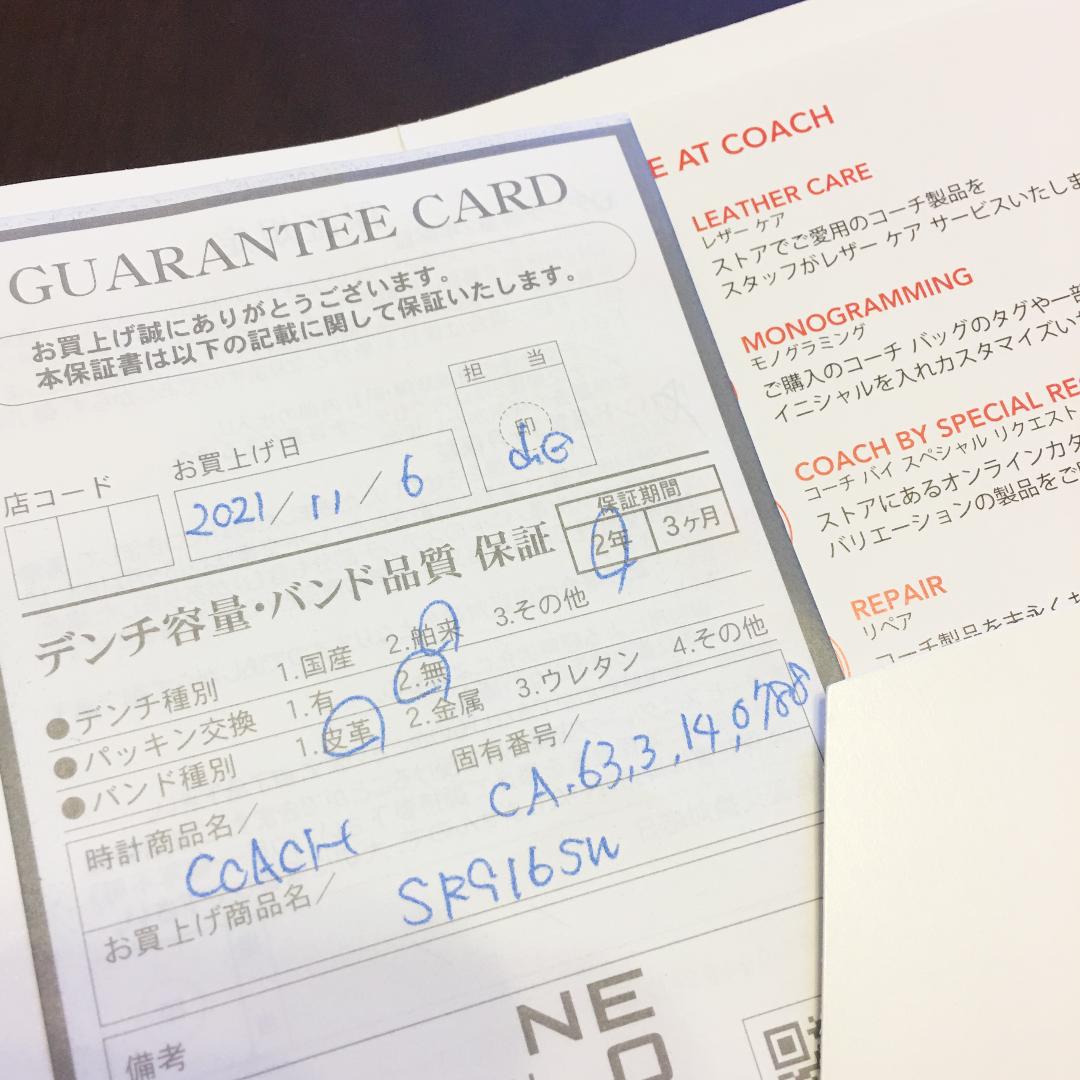 GUARANTEE CARD
お買上げ誠にありがとうございます。
本保証書は以下の記載に関して保証いたします。
担 当
印
店コード
お買上げ日
2021/11/6
デンチ容量・バンド品質 保証
保証期間
2年 3ヶ月
●デンチ種別 1.国産 2.舶来 3.その他
●パッキン交換 1.有 2.無
●バンド種別 1.皮革 2.金属 3.ウレタン 4.その他
時計商品名/
COACH
固有番号/
CA.63,3,14,0788
お買上げ商品名/
SR916SW
備考
NE
E AT COACH
LEATHER CARE
レザー ケア
ストアでご愛用のコーチ製品を
スタッフがレザー ケア サービスいたしま
MONOGRAMMING
モノグラミング
ご購入のコーチ バッグのタグや一部
イニシャルを入れカスタマイズい
COACH BY SPECIAL RE
コーチ バイ スペシャル リクエスト
ストアにあるオンラインカタ
バリエーションの製品をご
REPAIR
リペア
コーチ製品を末永く